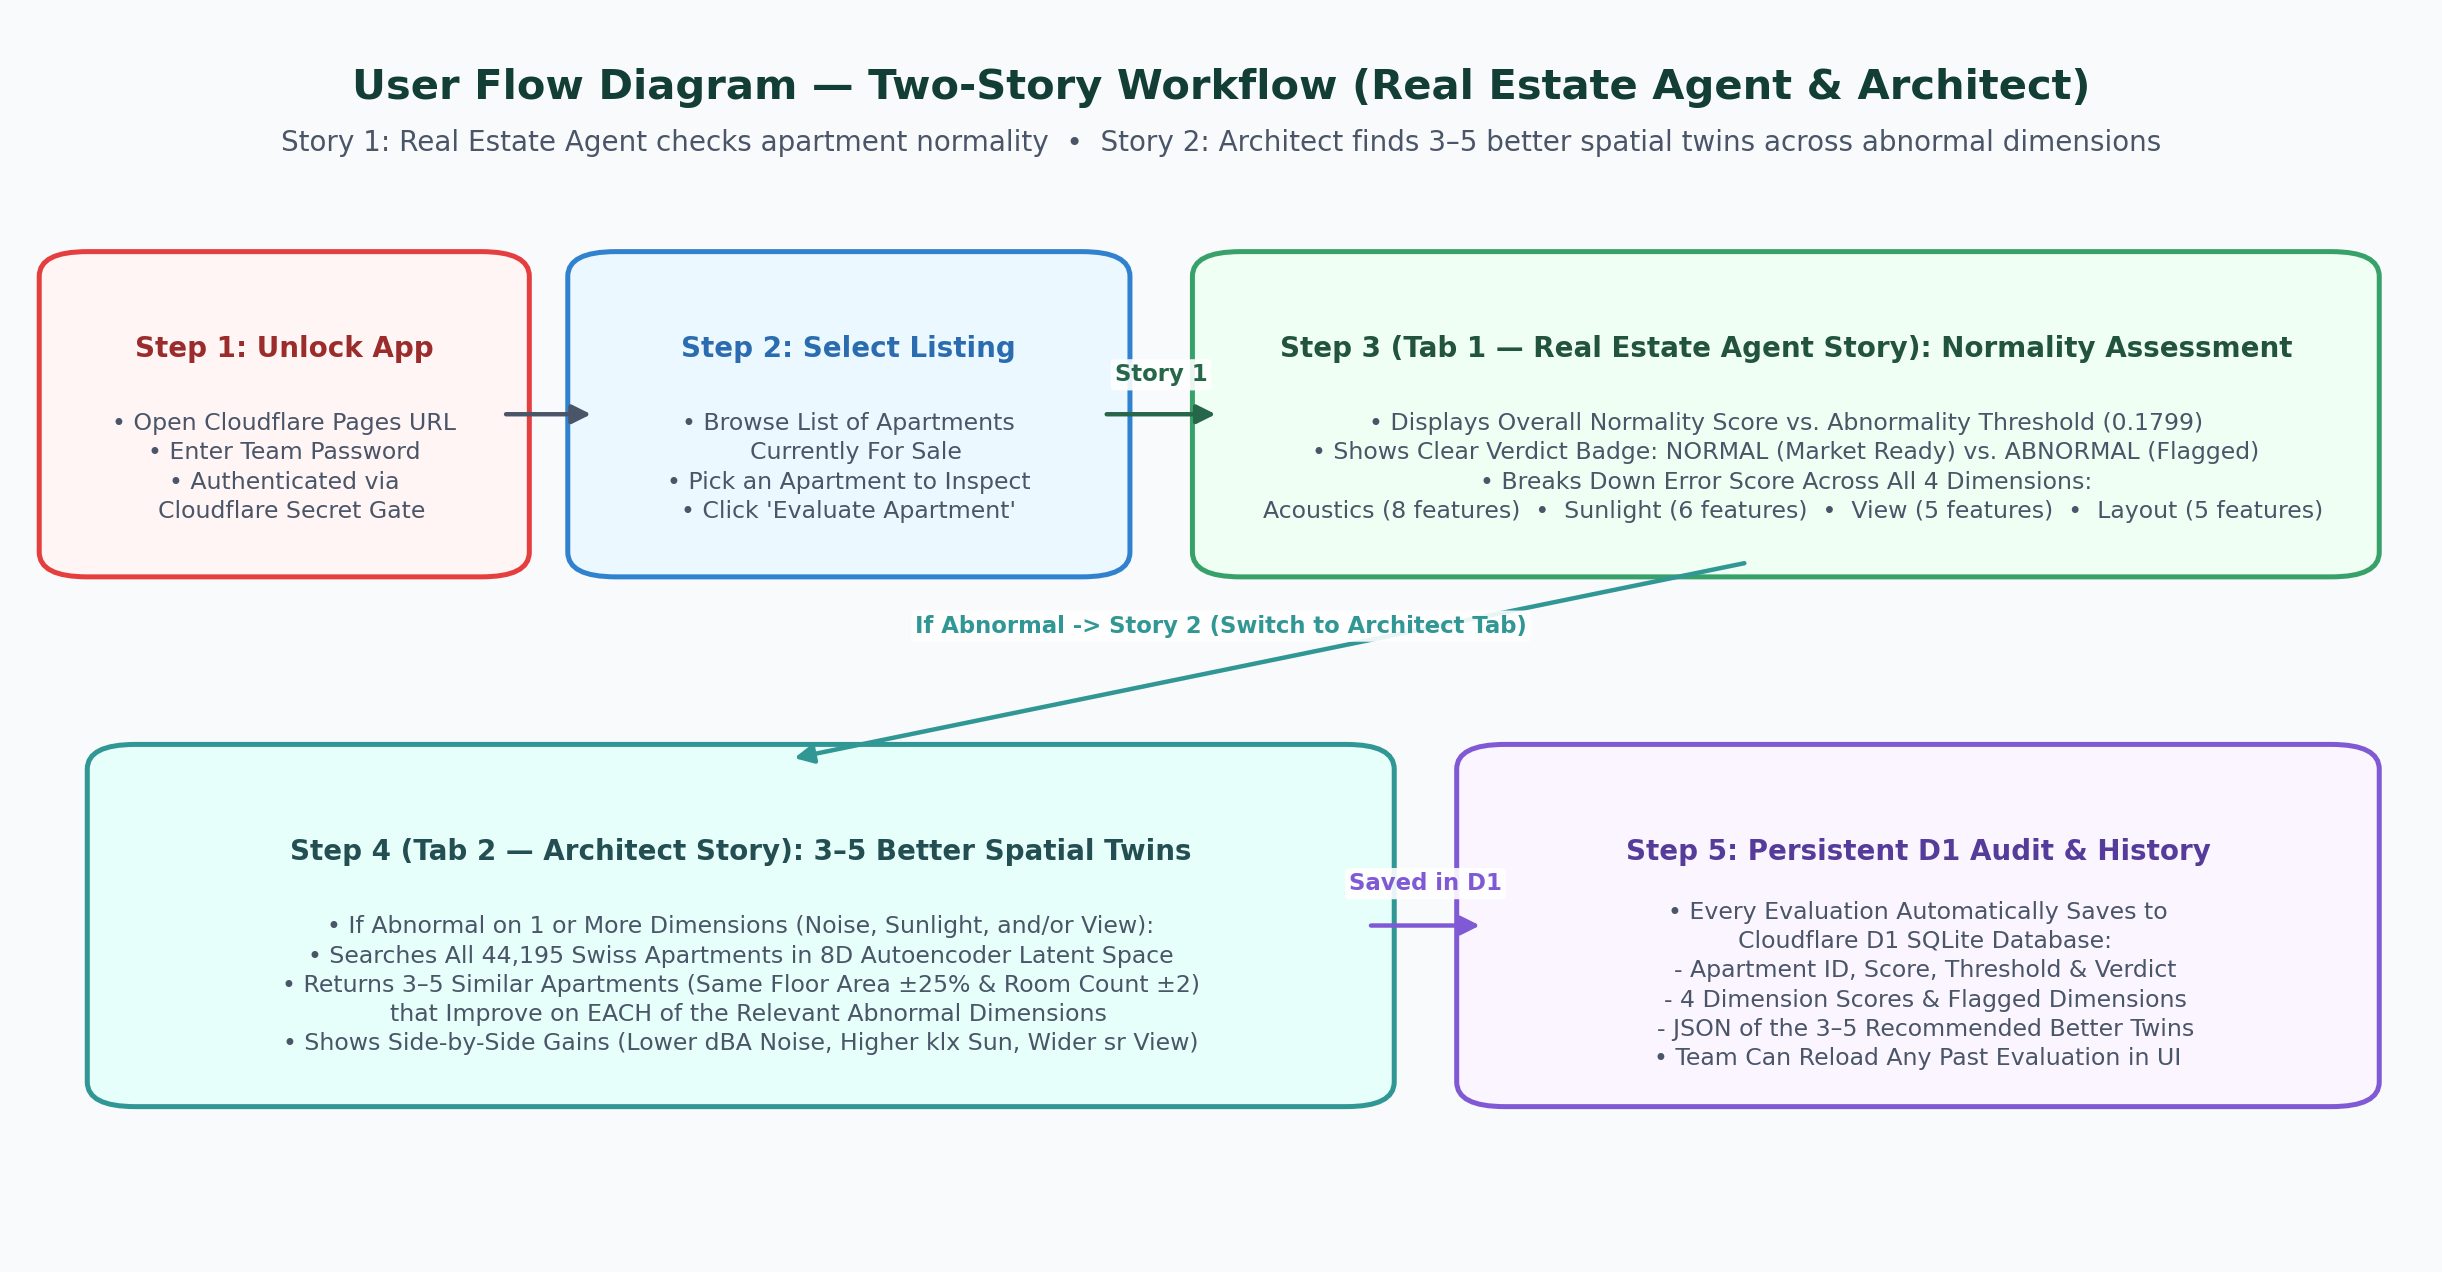 User Flow Diagram — Two-Story Workflow (Real Estate Agent & Architect)
Story 1: Real Estate Agent checks apartment normality • Story 2: Architect finds 3–5 better spatial twins across abnormal dimensions
Step 1: Unlock App
• Open Cloudflare Pages URL
• Enter Team Password
• Authenticated via
Cloudflare Secret Gate
Step 2: Select Listing
• Browse List of Apartments
Currently For Sale
• Pick an Apartment to Inspect
• Click 'Evaluate Apartment'
Story 1
Step 3 (Tab 1 — Real Estate Agent Story): Normality Assessment
• Displays Overall Normality Score vs. Abnormality Threshold (0.1799)
• Shows Clear Verdict Badge: NORMAL (Market Ready) vs. ABNORMAL (Flagged)
• Breaks Down Error Score Across All 4 Dimensions:
Acoustics (8 features) • Sunlight (6 features) • View (5 features) • Layout (5 features)
If Abnormal -> Story 2 (Switch to Architect Tab)
Step 4 (Tab 2 — Architect Story): 3–5 Better Spatial Twins
• If Abnormal on 1 or More Dimensions (Noise, Sunlight, and/or View):
• Searches All 44,195 Swiss Apartments in 8D Autoencoder Latent Space
• Returns 3–5 Similar Apartments (Same Floor Area ±25% & Room Count ±2)
that Improve on EACH of the Relevant Abnormal Dimensions
• Shows Side-by-Side Gains (Lower dBA Noise, Higher klx Sun, Wider sr View)
Saved in D1
Step 5: Persistent D1 Audit & History
• Every Evaluation Automatically Saves to
Cloudflare D1 SQLite Database:
- Apartment ID, Score, Threshold & Verdict
- 4 Dimension Scores & Flagged Dimensions
- JSON of the 3–5 Recommended Better Twins
• Team Can Reload Any Past Evaluation in UI